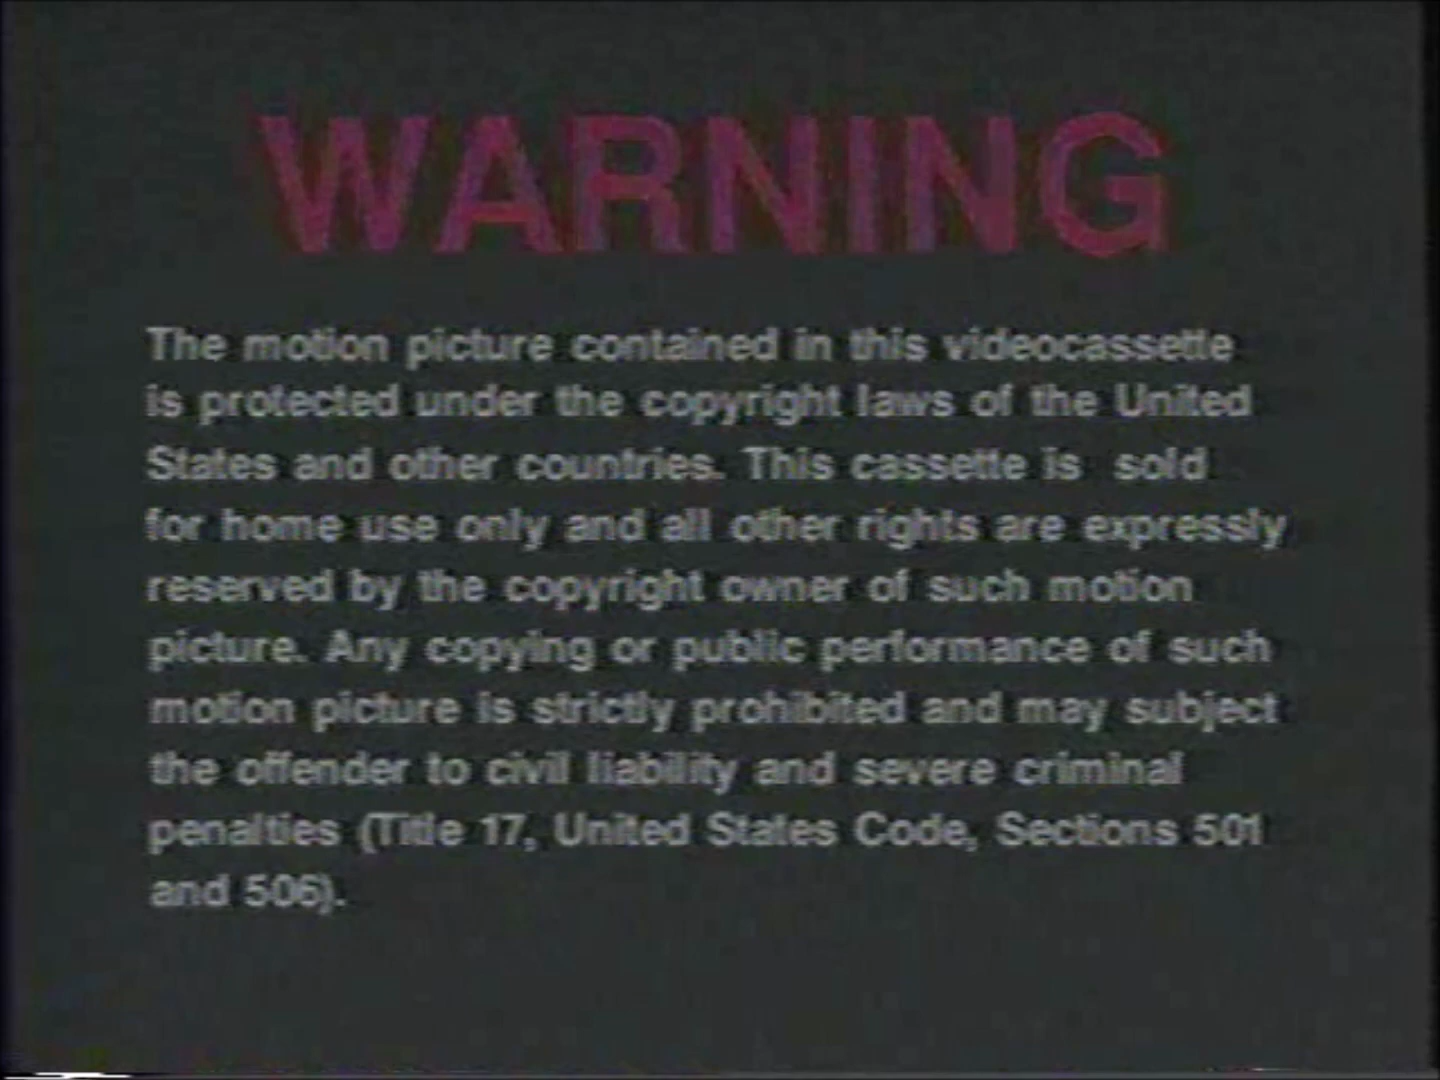 WARNING
The motion picture contained in this videocassette
is protected under the copyright laws of the United
States and other countries. This cassette is sold
for home use only and all other rights are expressly
reserved by the copyright owner of such motion
picture. Any copying or public performance of such
motion picture is strictly prohibited and may subject
the offender to civil liability and severe criminal
penalties (Title 17, United States Code, Sections 501
and 506).